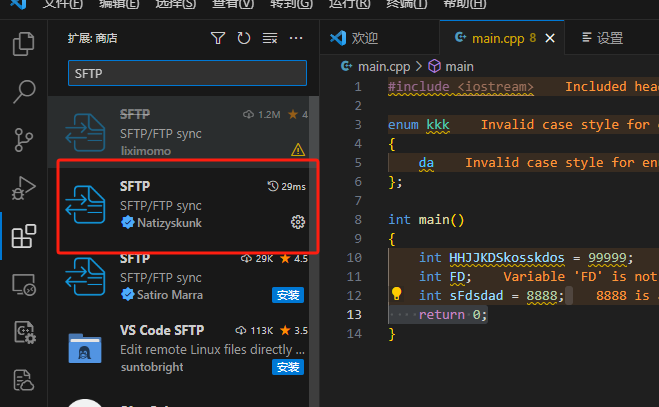 文件(F) 编辑(E) 选择(S) 查看(V) 转到(G) 运行(R) 终端(T) 帮助(H)
扩展: 商店
SFTP
SFTP 1.2M 4
SFTP/FTP sync
liximomo
SFTP 29ms
SFTP/FTP sync
Natizyskunk
SFTP 29K 4.5
SFTP/FTP sync
Satiro Marra 安装
VS Code SFTP 113K 3.5
Edit remote Linux files directly ...
suntobright 安装
欢迎 main.cpp 8 设置
main.cpp > main
1 #include <iostream> Included head
2
3 enum kkk Invalid case style for e
4 {
5 da Invalid case style for enu
6 };
7
8 int main()
9 {
10 int HHJJKDSkosskdos = 99999;
11 int FD; Variable 'FD' is not
12 int sFdsdad = 8888; 8888 is
13 ····return 0;
14 }